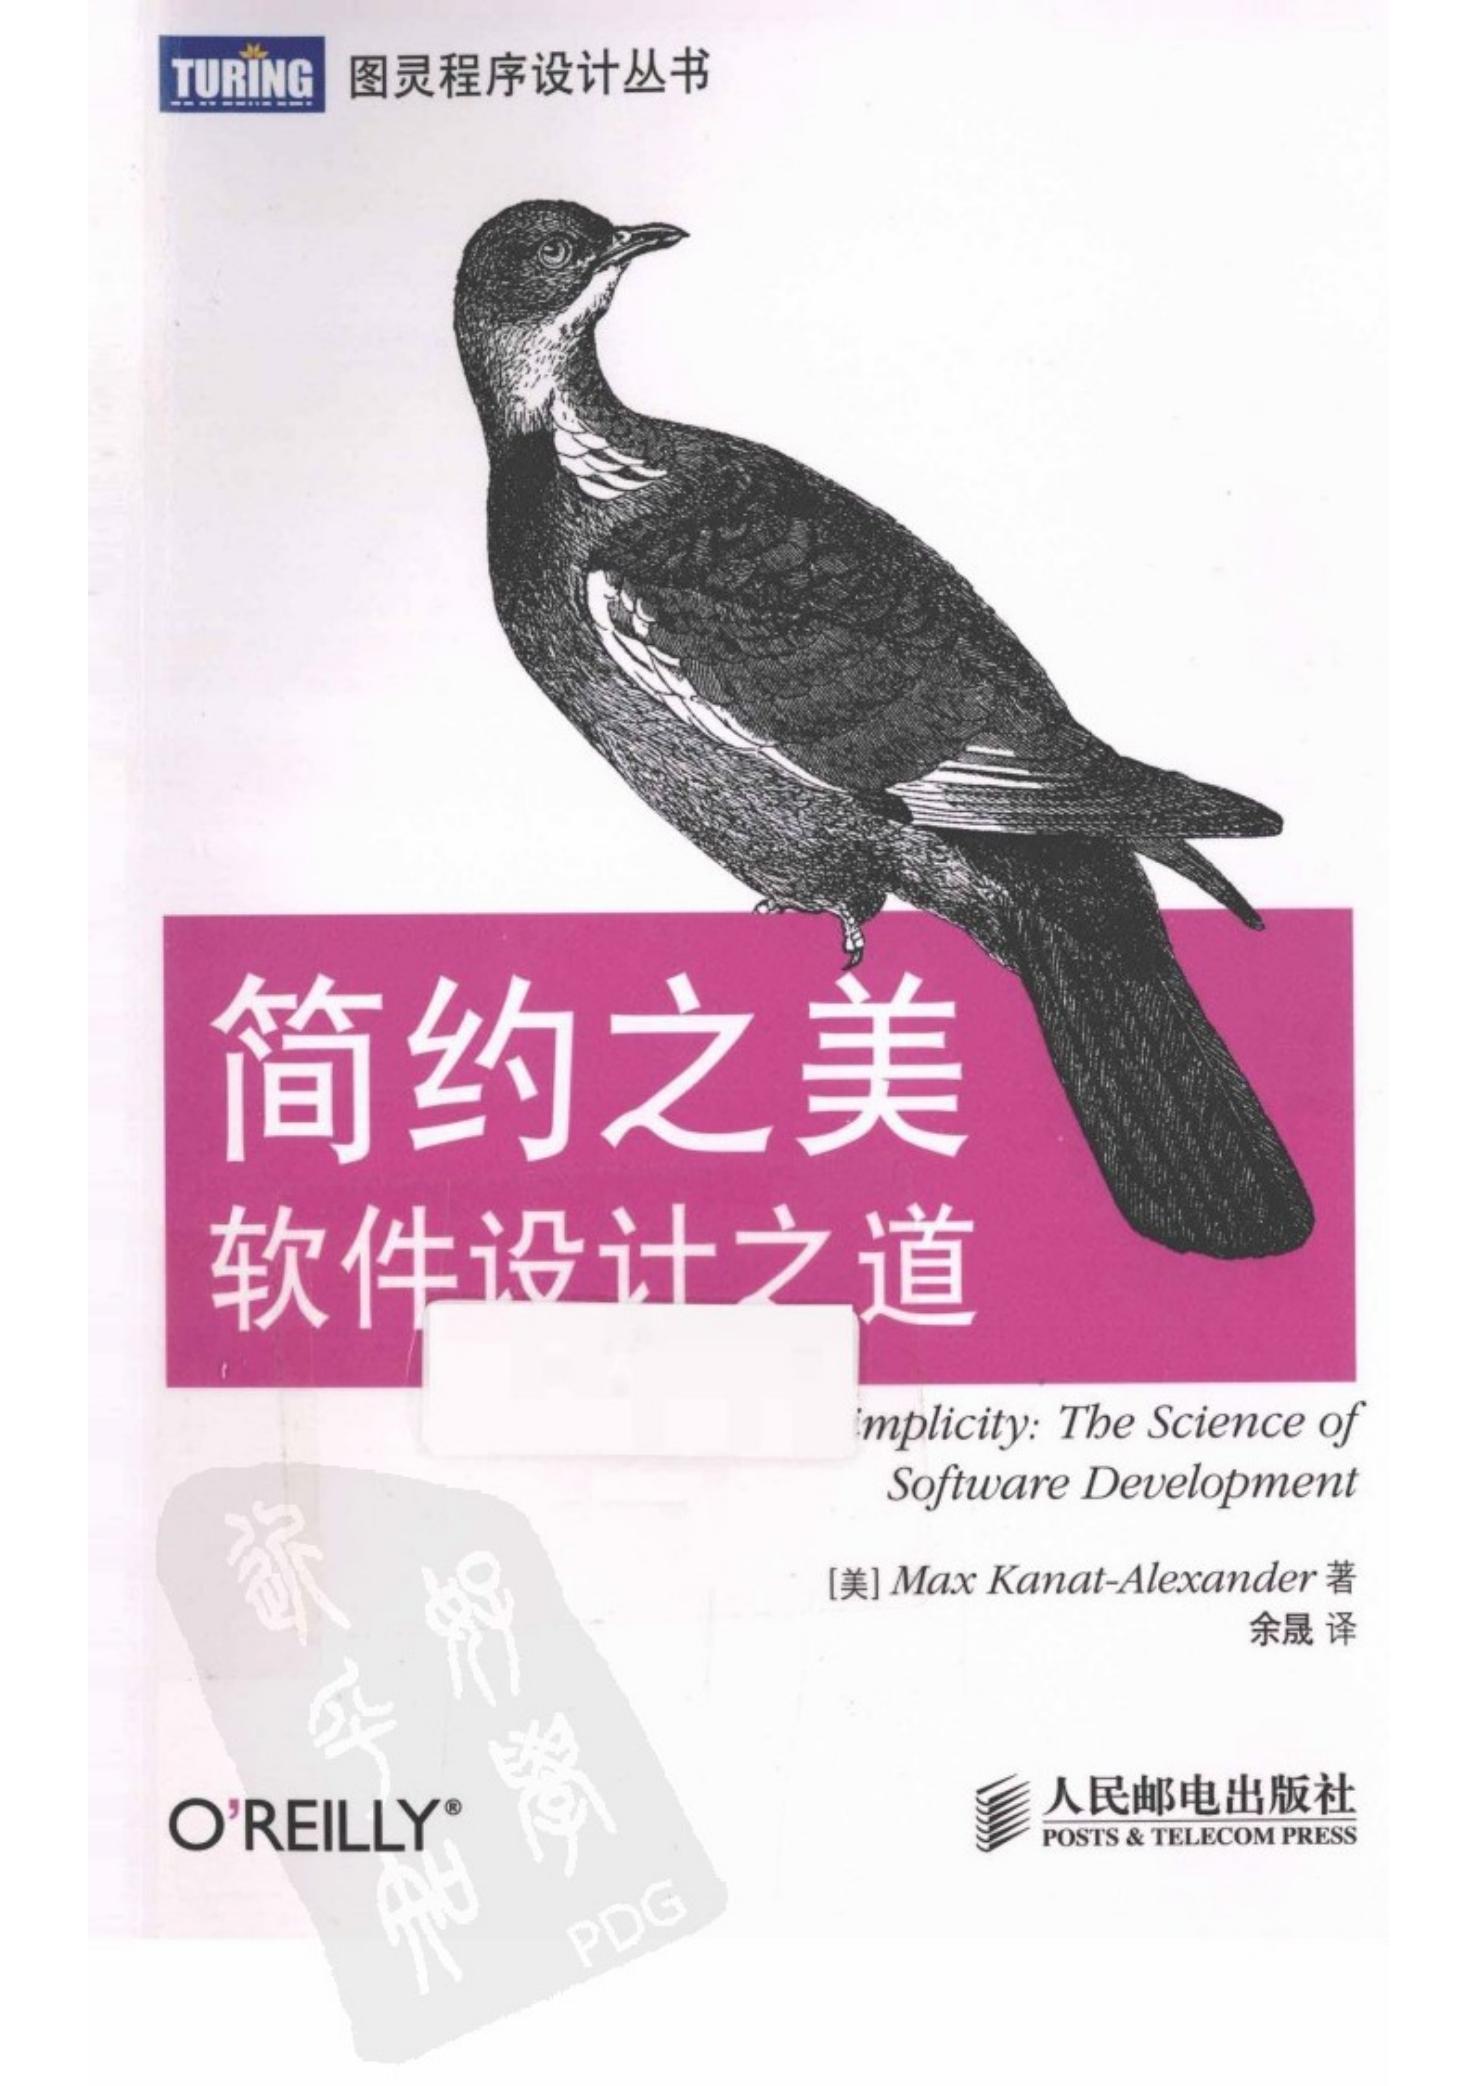 TURING 图灵程序设计丛书
简约之美
软件设计之道
implicity: The Science of
Software Development
[美] Max Kanat-Alexander 著
余晟 译
O'REILLY®
人民邮电出版社
POSTS & TELECOM PRESS
PDG